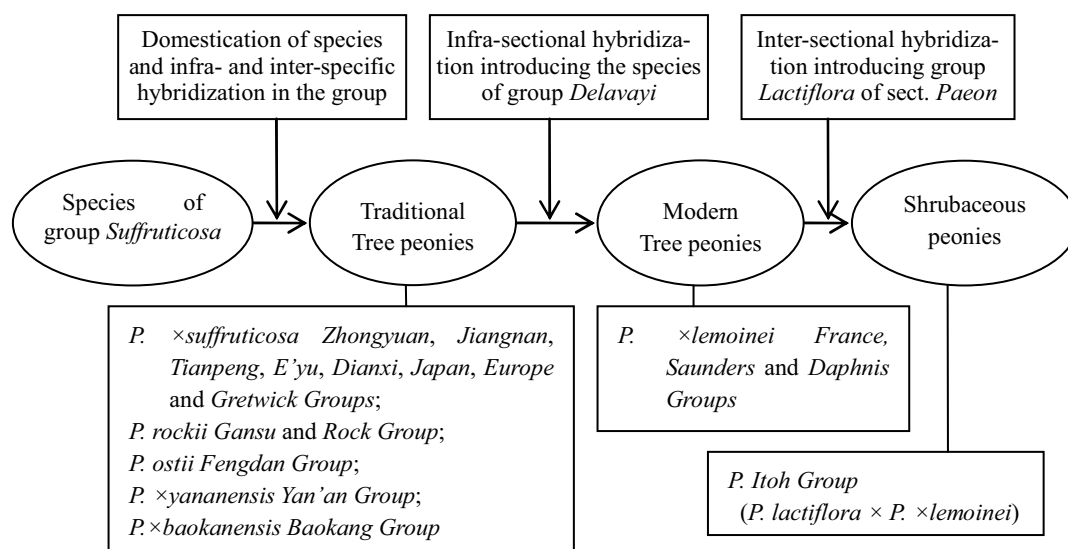 Domestication of species
and infra- and inter-specific
hybridization in the group
Infra-sectional hybridiza-
tion introducing the species
of group Delavayi
Inter-sectional hybridiza-
tion introducing group
Lactiflora of sect. Paeon
Species of
group Suffruticosa
Traditional
Tree peonies
Modern
Tree peonies
Shrubaceous
peonies
P. ×suffruticosa Zhongyuan, Jiangnan,
Tianpeng, E’yu, Dianxi, Japan, Europe
and Gretwick Groups;
P. rockii Gansu and Rock Group;
P. ostii Fengdan Group;
P. ×yananensis Yan’an Group;
P.×baokanensis Baokang Group
P. ×lemoinei France,
Saunders and Daphnis
Groups
P. Itoh Group
(P. lactiflora × P. ×lemoinei)